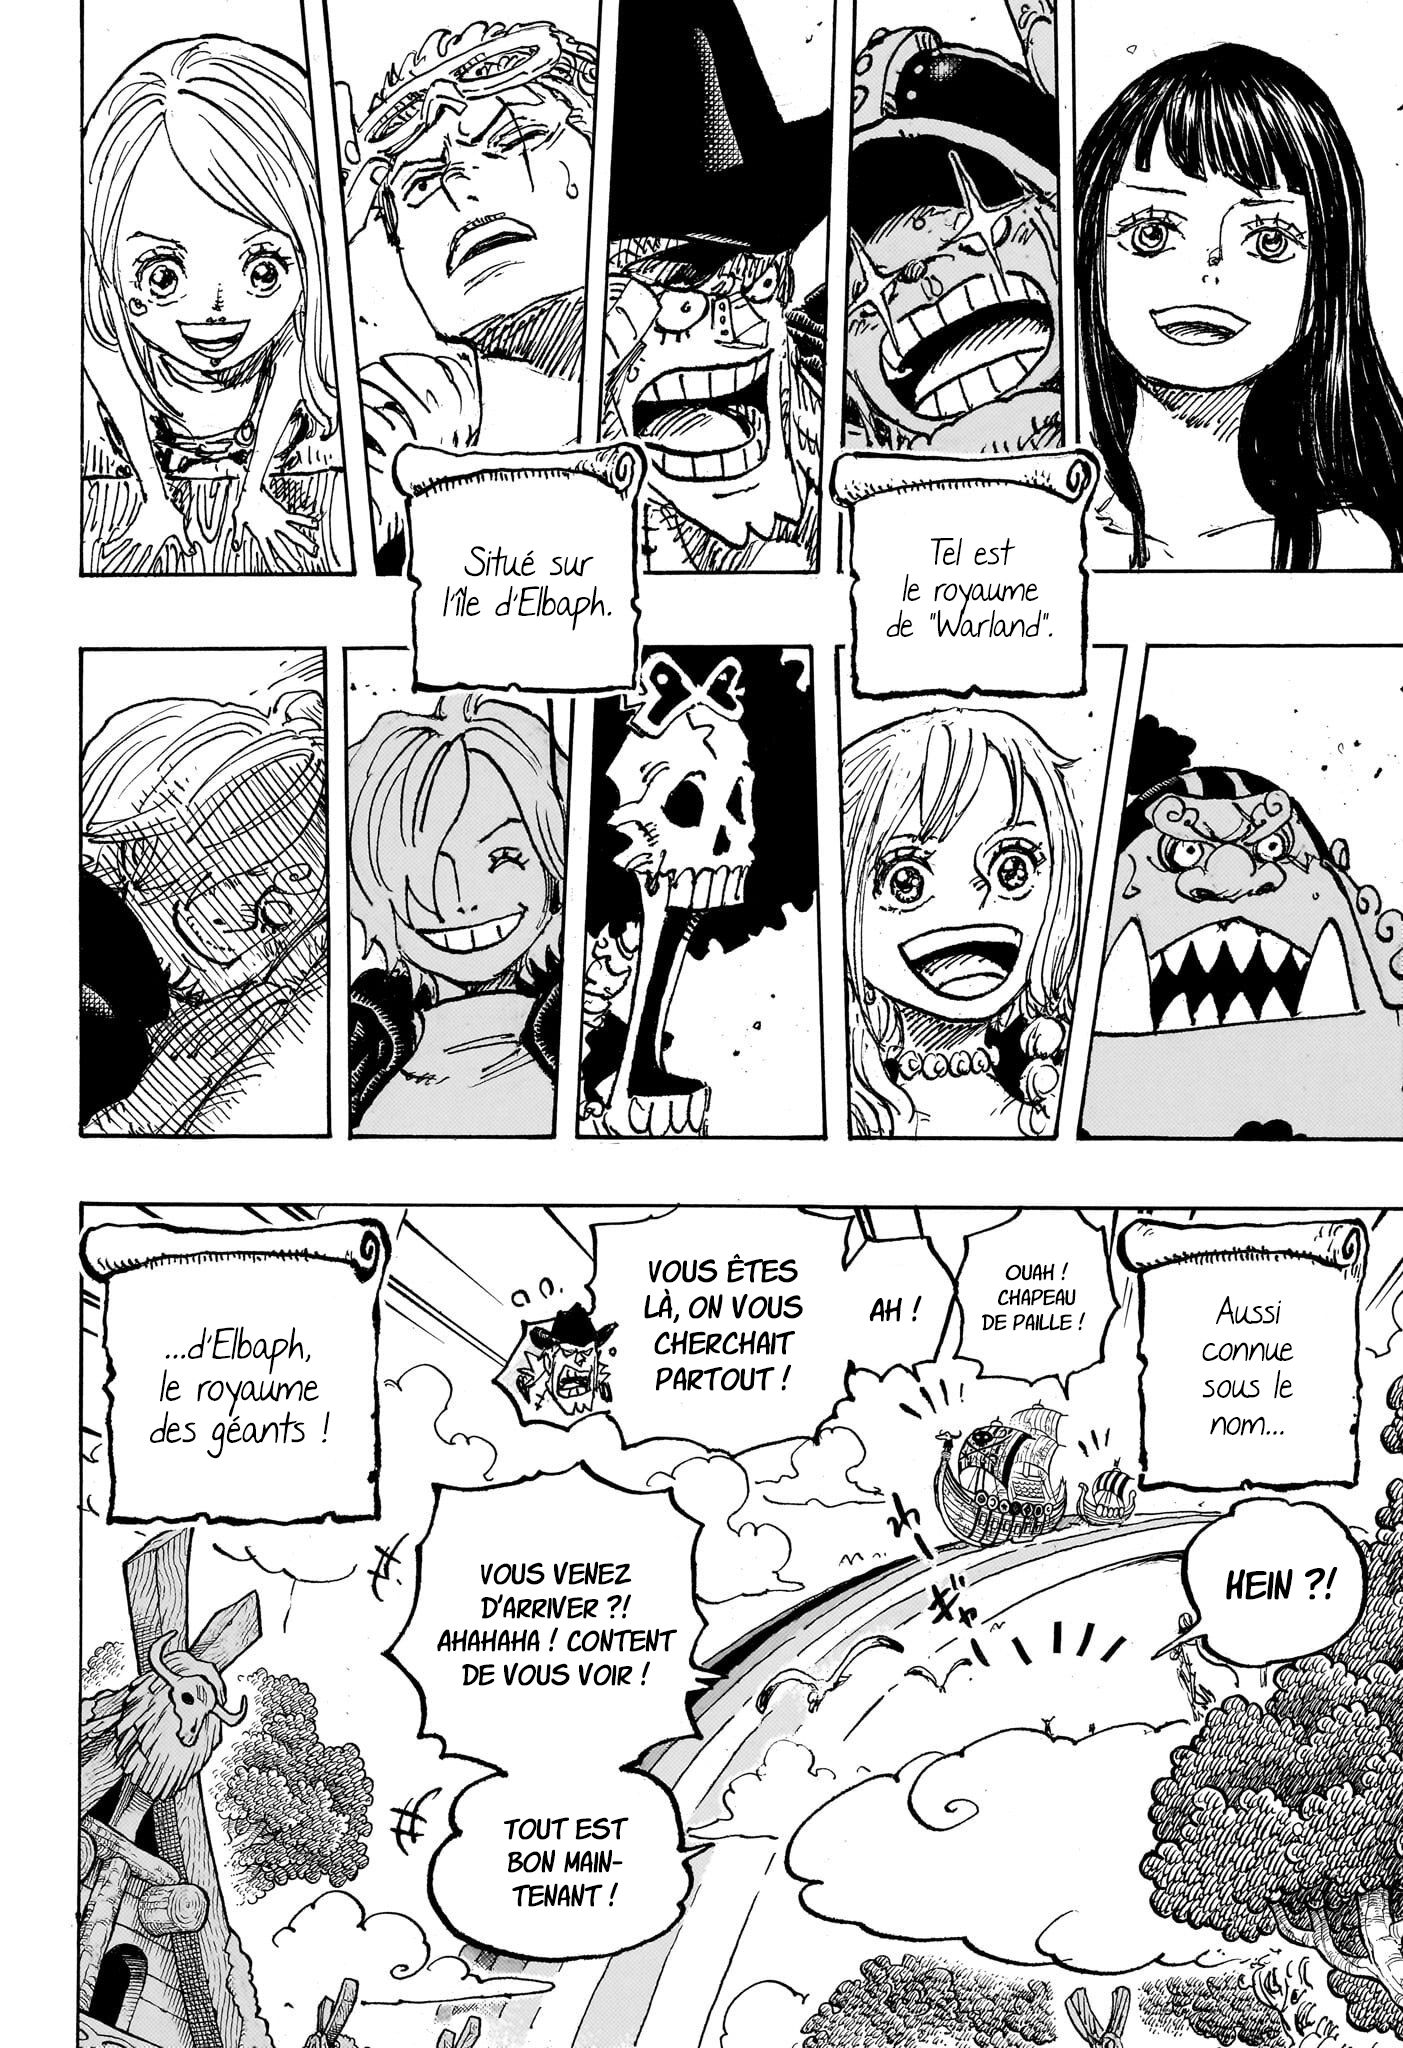 Tel est
le royaume
de "Warland".
Situé sur
l'île d'Elbaph.
Aussi
connue
sous le
nom...
OUAH !
CHAPEAU
DE PAILLE !
AH !
VOUS ÊTES
LÀ, ON VOUS
CHERCHAIT
PARTOUT !
...d'Elbaph,
le royaume
des géants !
HEIN ?!
VOUS VENEZ
D'ARRIVER ?!
AHAHAHA ! CONTENT
DE VOUS VOIR !
TOUT EST
BON MAIN-
TENANT !